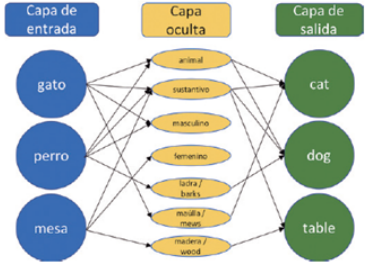 Capa de
entrada
Capa
oculta
Capa de
salida
gato
perro
mesa
animal
sustantivo
masculino
femenino
ladra /
barks
maúlla /
mews
madera /
wood
cat
dog
table